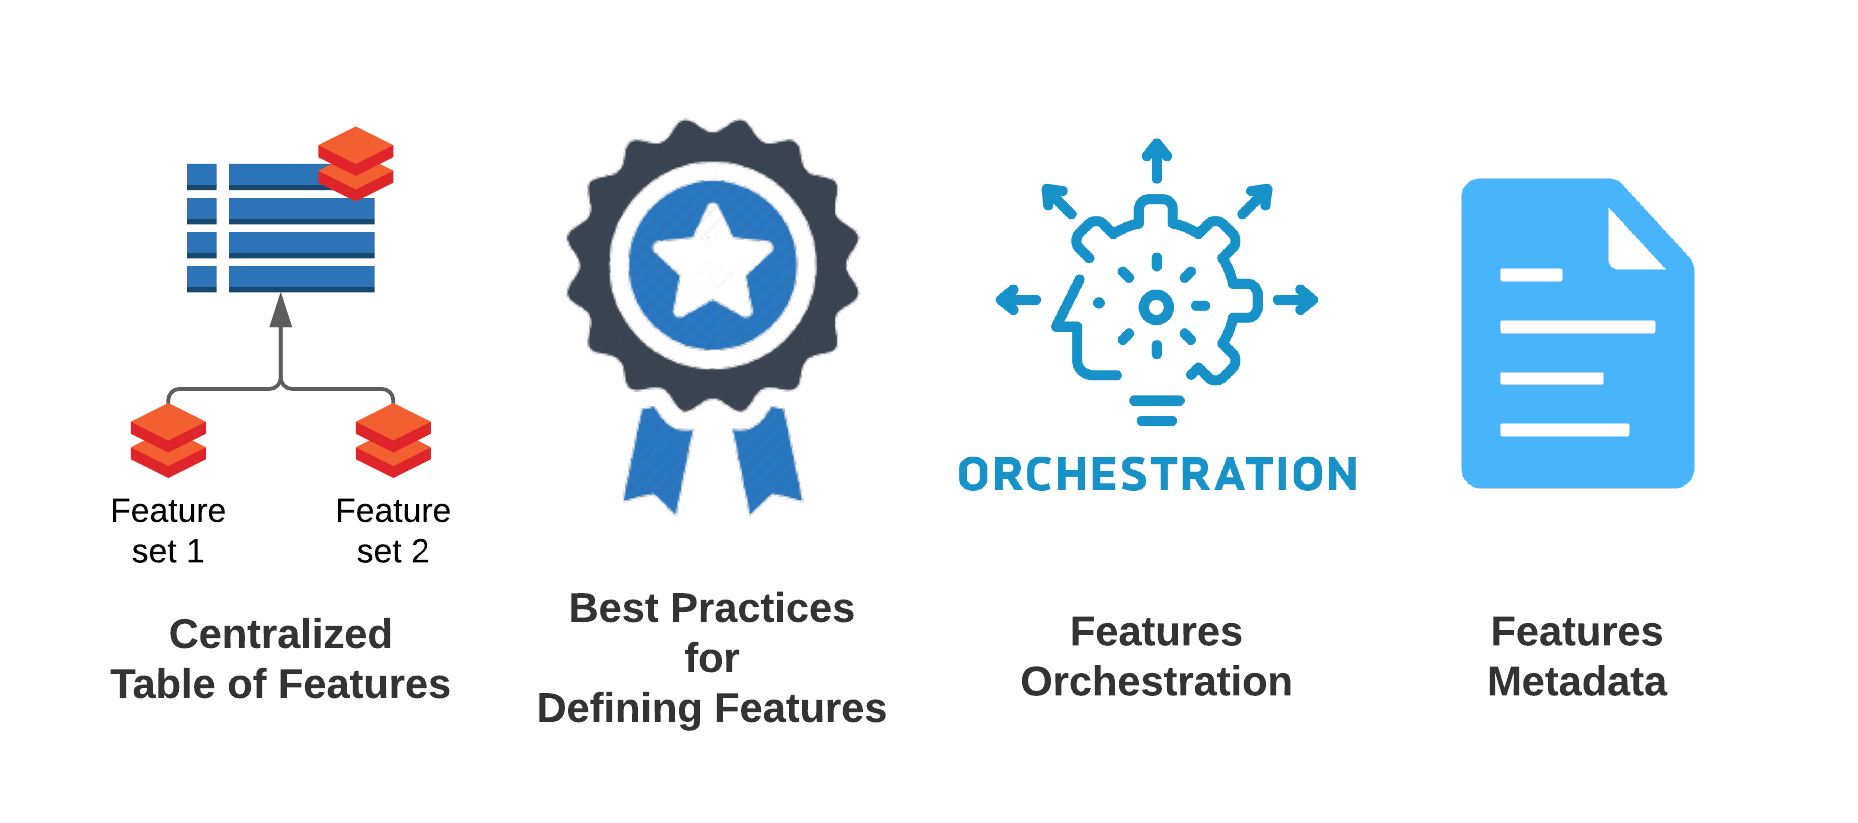 Feature
set 1
Feature
set 2
Centralized
Table of Features
Best Practices
for
Defining Features
ORCHESTRATION
Features
Orchestration
Features
Metadata